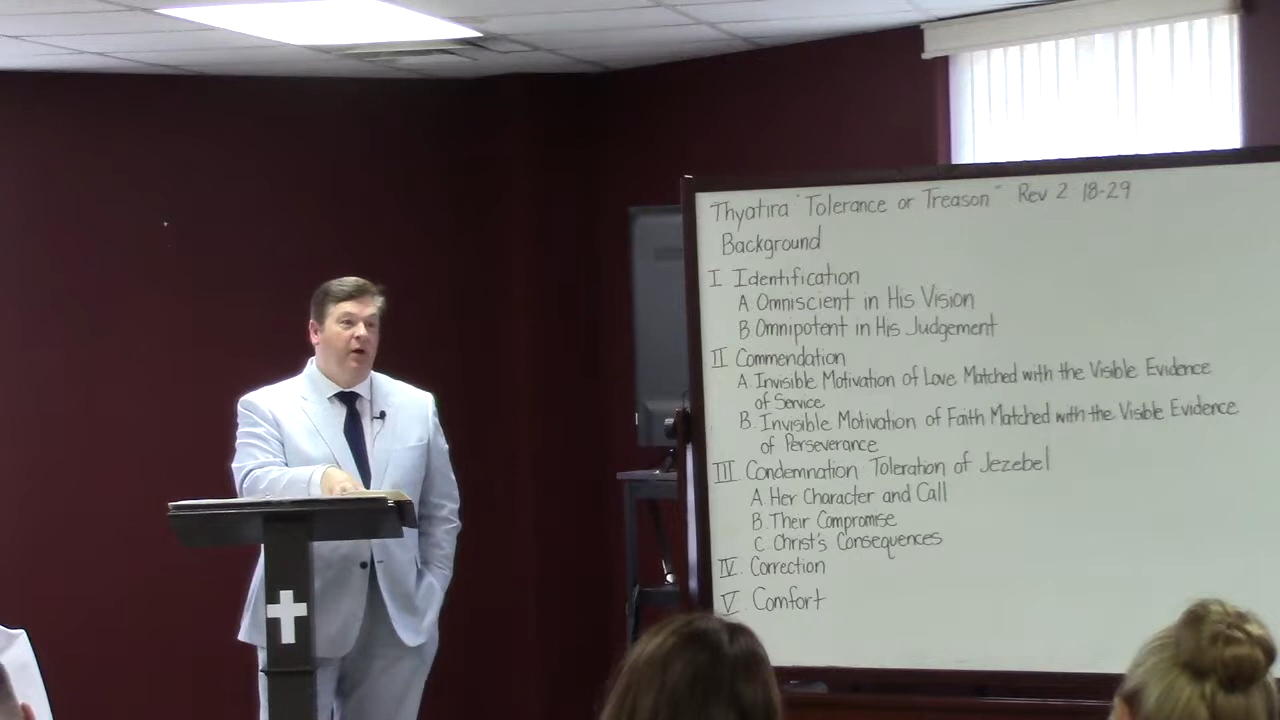 Thyatira "Tolerance or Treason" Rev 2 18-29
Background
I Identification
A Omniscient in His Vision
B Omnipotent in His Judgement
II Commendation
A. Invisible Motivation of Love Matched with the Visible Evidence
of Service
B. Invisible Motivation of Faith Matched with the Visible Evidence
of Perseverance
III Condemnation Toleration of Jezebel
A. Her Character and Call
B. Their Compromise
C. Christ's Consequences
IV. Correction
V. Comfort